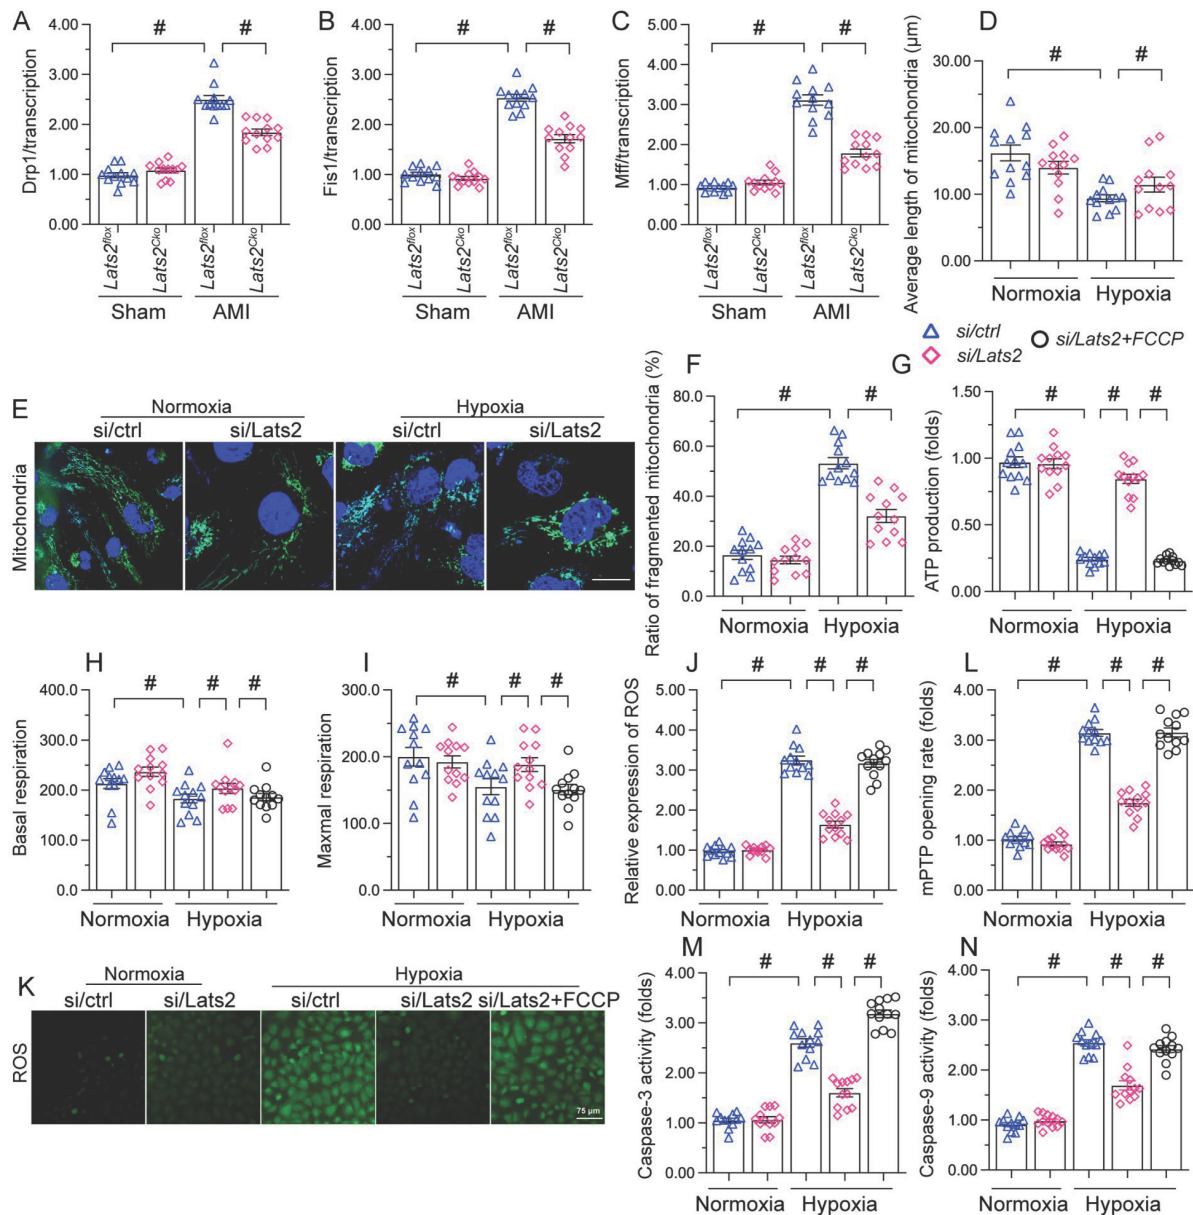 A
Drp1/transcription
4.00
3.00
2.00
1.00
0.00
#
#
Lats2flox
Lats2Cko
Lats2flox
Lats2Cko
Sham
AMI
B
Fis1/transcription
4.00
3.00
2.00
1.00
0.00
#
#
Lats2flox
Lats2Cko
Lats2flox
Lats2Cko
Sham
AMI
C
Mff/transcription
5.00
4.00
3.00
2.00
1.00
0.00
#
#
Lats2flox
Lats2Cko
Lats2flox
Lats2Cko
Sham
AMI
D
Average length of mitochondria (μm)
30.00
20.00
10.00
0.00
#
#
Normoxia
Hypoxia
si/ctrl
si/Lats2
si/Lats2+FCCP
E
Normoxia
Hypoxia
si/ctrl
si/Lats2
si/ctrl
si/Lats2
Mitochondria
F
Ratio of fragmented mitochondria (%)
80.0
60.0
40.0
20.0
0.0
#
#
Normoxia
Hypoxia
G
ATP production (folds)
1.50
1.00
0.50
0.00
#
#
#
Normoxia
Hypoxia
H
Basal respiration
400.0
300.0
200.0
100.0
0.0
#
#
#
Normoxia
Hypoxia
I
Maxmal respiration
300.0
200.0
100.0
0.0
#
#
#
Normoxia
Hypoxia
J
Relative expression of ROS
5.00
4.00
3.00
2.00
1.00
0.00
#
#
#
Normoxia
Hypoxia
L
mPTP opening rate (folds)
4.00
3.00
2.00
1.00
0.00
#
#
#
Normoxia
Hypoxia
K
Normoxia
Hypoxia
si/ctrl
si/Lats2
si/ctrl
si/Lats2
si/Lats2+FCCP
ROS
75 μm
M
Caspase-3 activity (folds)
4.00
3.00
2.00
1.00
0.00
#
#
#
Normoxia
Hypoxia
N
Caspase-9 activity (folds)
4.00
3.00
2.00
1.00
0.00
#
#
#
Normoxia
Hypoxia